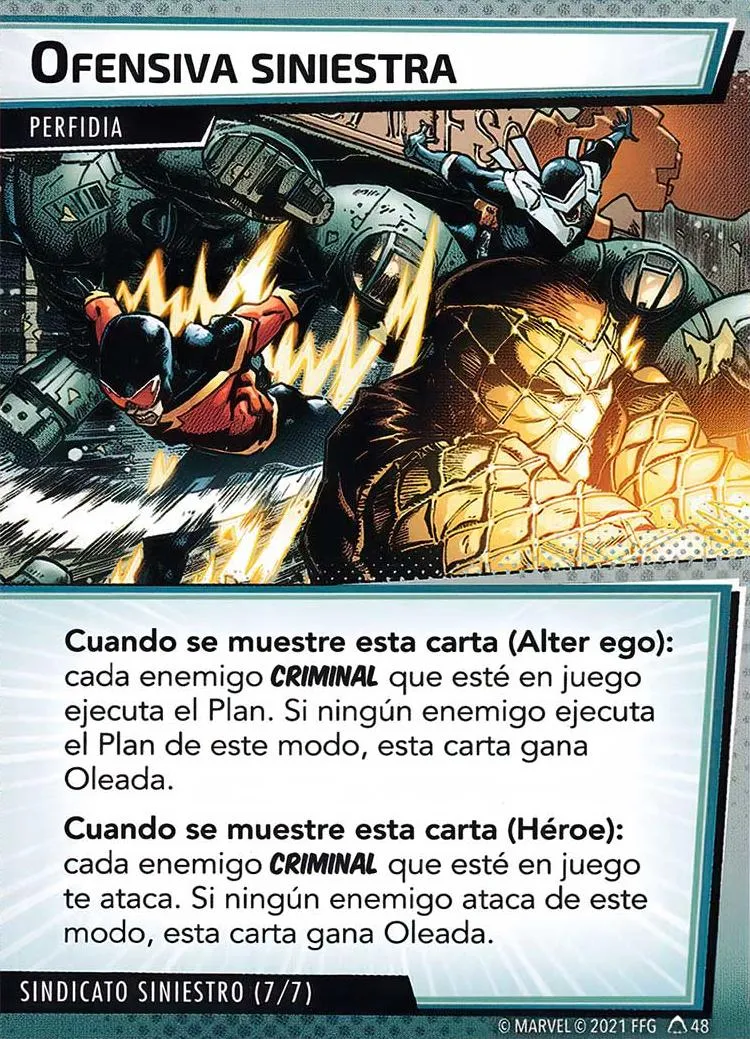 OFENSIVA SINIESTRA
PERFIDIA
Cuando se muestre esta carta (Alter ego):
cada enemigo CRIMINAL que esté en juego
ejecuta el Plan. Si ningún enemigo ejecuta
el Plan de este modo, esta carta gana
Oleada.
Cuando se muestre esta carta (Héroe):
cada enemigo CRIMINAL que esté en juego
te ataca. Si ningún enemigo ataca de este
modo, esta carta gana Oleada.
SINDICATO SINIESTRO (7/7)
© MARVEL © 2021 FFG 48